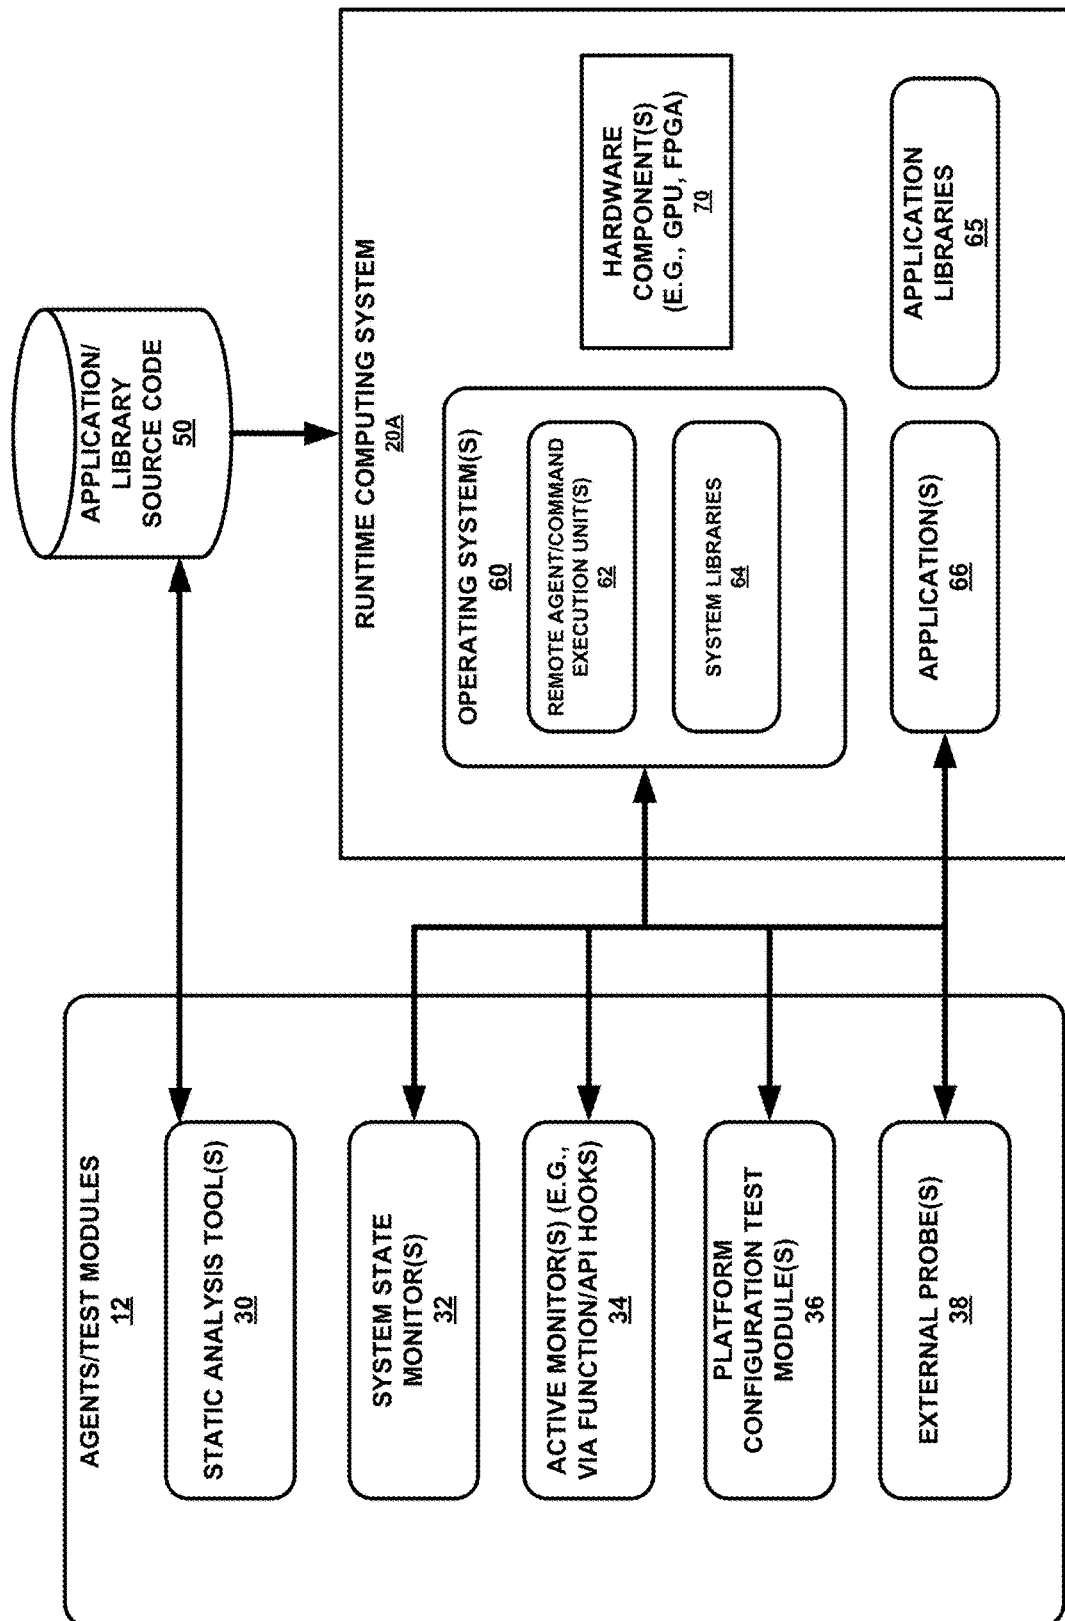 AGENTS/TEST MODULES
12
STATIC ANALYSIS TOOL(S)
30
SYSTEM STATE
MONITOR(S)
32
ACTIVE MONITOR(S) (E.G.,
VIA FUNCTION/API HOOKS)
34
PLATFORM
CONFIGURATION TEST
MODULE(S)
36
EXTERNAL PROBE(S)
38
APPLICATION/
LIBRARY
SOURCE CODE
50
RUNTIME COMPUTING SYSTEM
20A
OPERATING SYSTEM(S)
60
REMOTE AGENT/COMMAND
EXECUTION UNIT(S)
62
SYSTEM LIBRARIES
64
HARDWARE
COMPONENT(S)
(E.G., GPU, FPGA)
70
APPLICATION(S)
66
APPLICATION
LIBRARIES
65